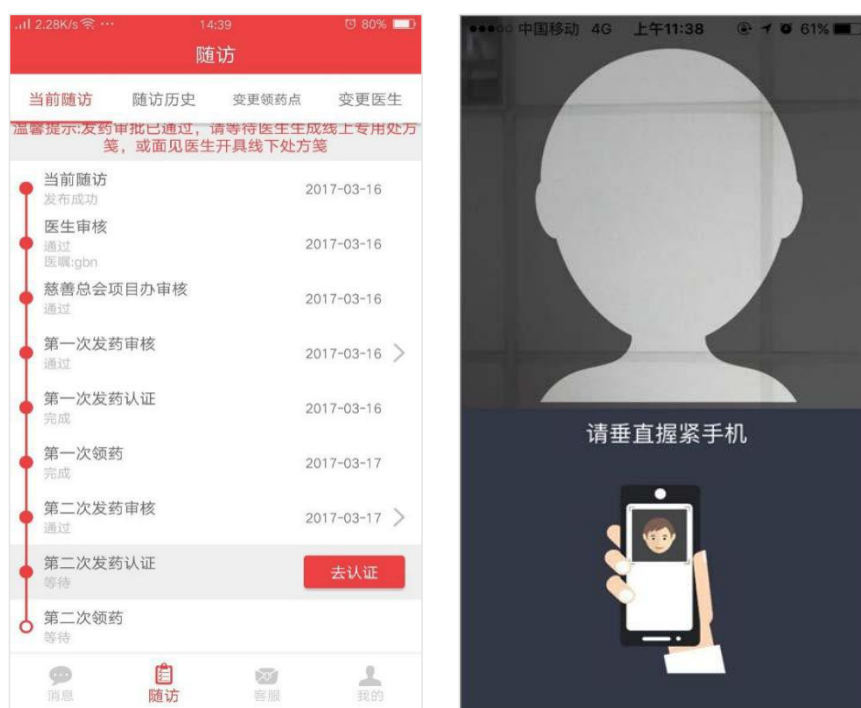 2.28K/s ... 14:39 80%
随访
当前随访 随访历史 变更领药点 变更医生
温馨提示:发药审批已通过，请等待医生生成线上专用处方
笺，或面见医生开具线下处方笺
当前随访
发布成功
2017-03-16
医生审核
通过
医嘱:gbn
2017-03-16
慈善总会项目办审核
通过
2017-03-16
第一次发药审核
通过
2017-03-16
第一次发药认证
完成
2017-03-16
第一次领药
完成
2017-03-17
第二次发药审核
通过
2017-03-17
第二次发药认证
等待
去认证
第二次领药
等待
消息 随访 客服 我的
中国移动 4G 上午11:38 61%
请垂直握紧手机